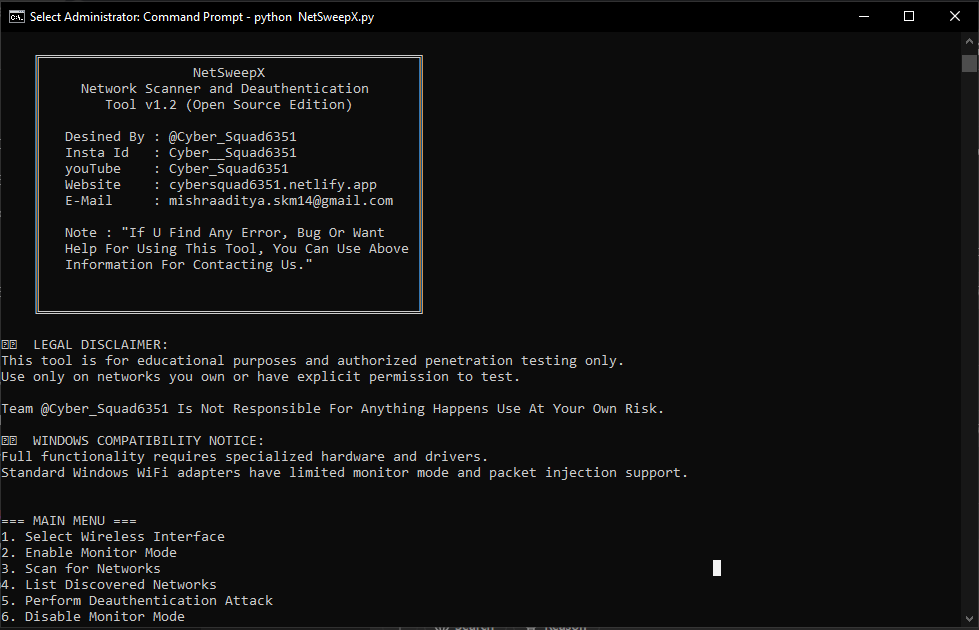 Select Administrator: Command Prompt - python NetSweepX.py
NetSweepX
Network Scanner and Deauthentication
Tool v1.2 (Open Source Edition)
Desined By : @Cyber_Squad6351
Insta Id : Cyber__Squad6351
youTube : Cyber_Squad6351
Website : cybersquad6351.netlify.app
E-Mail : mishraaditya.skm14@gmail.com
Note : "If U Find Any Error, Bug Or Want
Help For Using This Tool, You Can Use Above
Information For Contacting Us."
LEGAL DISCLAIMER:
This tool is for educational purposes and authorized penetration testing only.
Use only on networks you own or have explicit permission to test.
Team @Cyber_Squad6351 Is Not Responsible For Anything Happens Use At Your Own Risk.
WINDOWS COMPATIBILITY NOTICE:
Full functionality requires specialized hardware and drivers.
Standard Windows WiFi adapters have limited monitor mode and packet injection support.
=== MAIN MENU ===
1. Select Wireless Interface
2. Enable Monitor Mode
3. Scan for Networks
4. List Discovered Networks
5. Perform Deauthentication Attack
6. Disable Monitor Mode